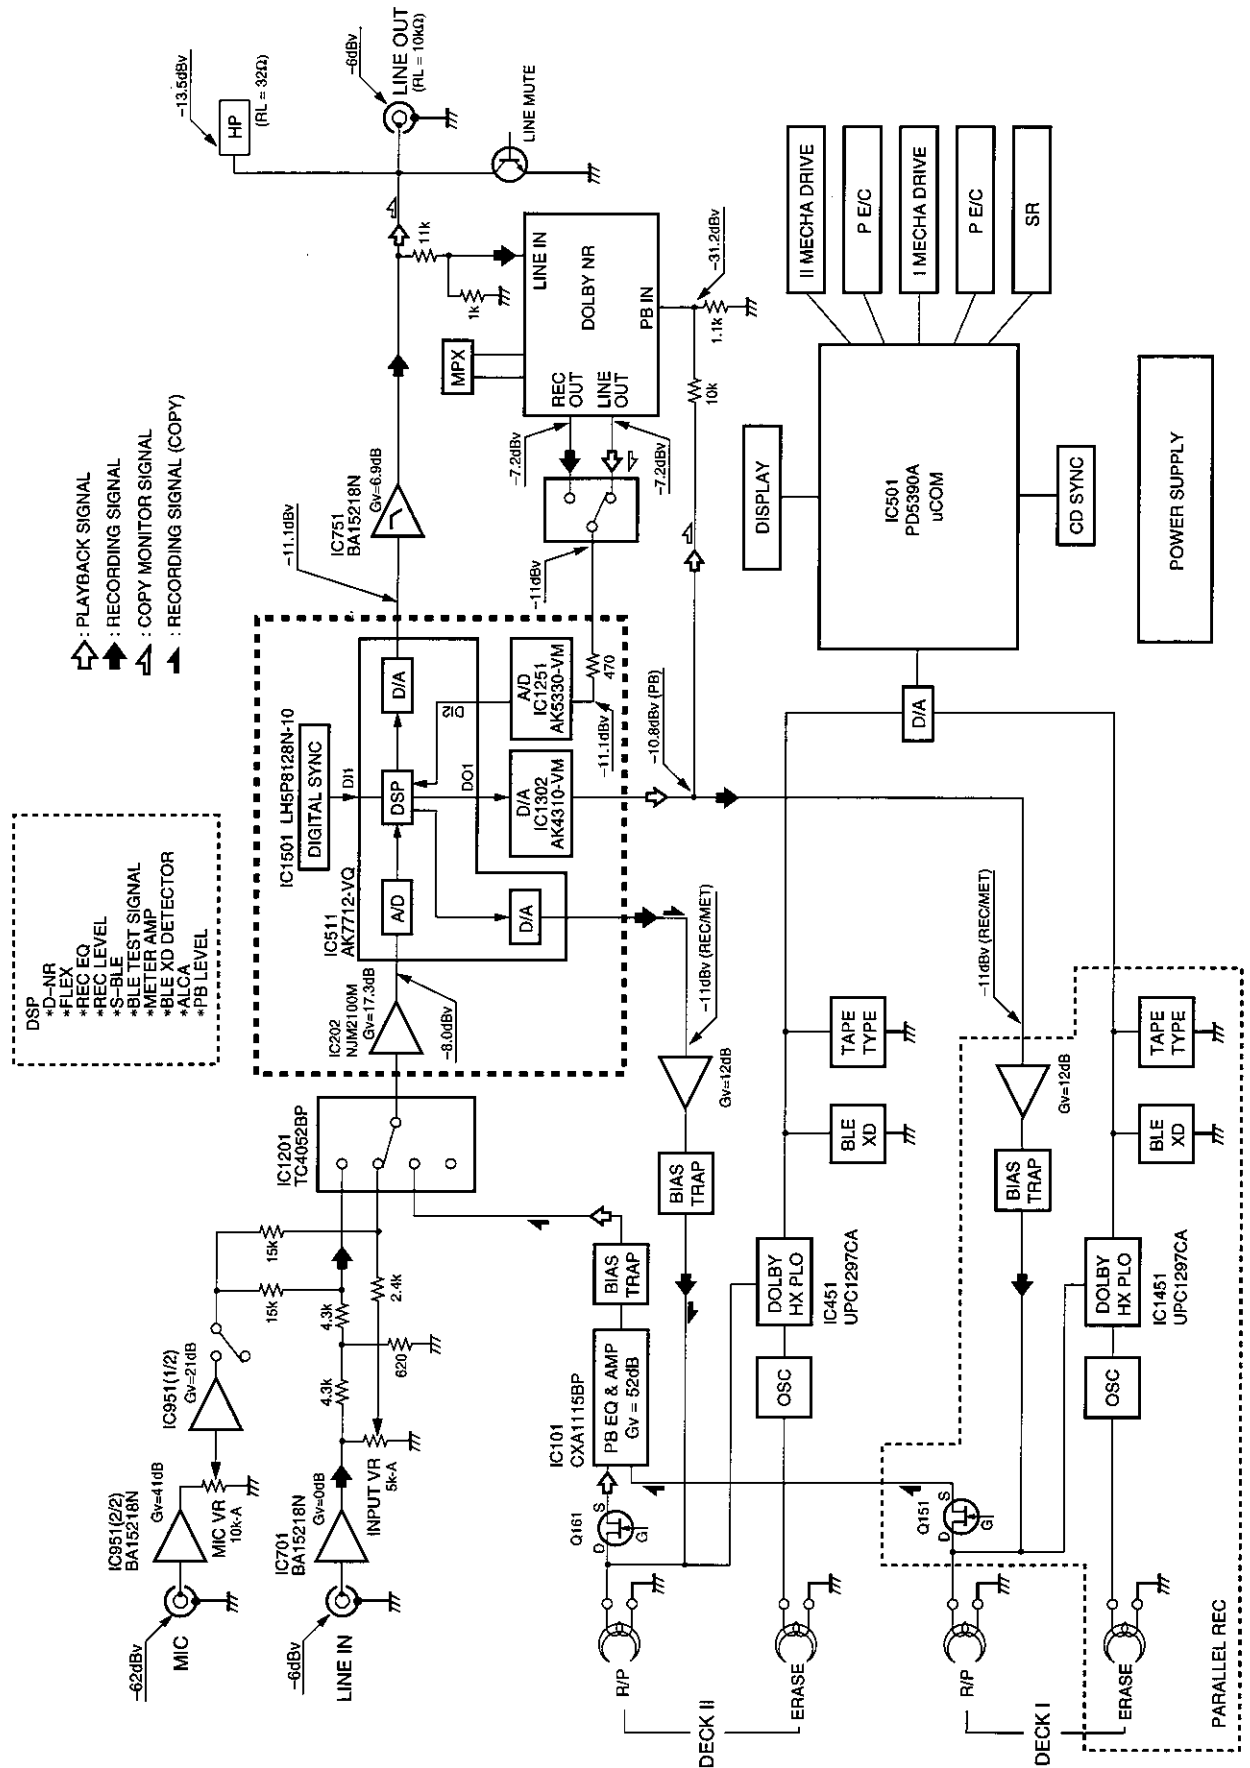 DSP
*D-NR
*FLEX
*REC EQ
*REC LEVEL
*S-BLE
*BLE TEST SIGNAL
*METER AMP
*BLE XD DETECTOR
*ALCA
*PB LEVEL
: PLAYBACK SIGNAL
: RECORDING SIGNAL
: COPY MONITOR SIGNAL
: RECORDING SIGNAL (COPY)
−62dBv
MIC
IC951(2/2)
BA15218N
Gv=41dB
MIC VR
10k-A
IC951(1/2)
Gv=21dB
15k
15k
−6dBv
LINE IN
IC701
BA15218N
Gv=0dB
INPUT VR
5k-A
4.3k
4.3k
620
2.4k
IC1201
TC4052BP
IC202
NJM2100M
Gv=17.3dB
−8.0dBv
IC511
AK7712-VQ
A/D
DSP
D/A
D/A
IC1501 LH5P8128N-10
DIGITAL SYNC
DI1
DI2
DO1
D/A
IC1302
AK4310-VM
A/D
IC1251
AK5330-VM
470
−11.1dBv
−11.1dBv
IC751
BA15218N
Gv=6.9dB
−13.5dBv
HP
(RL = 32Ω)
−6dBv
LINE OUT
(RL = 10kΩ)
LINE MUTE
11k
1k
MPX
LINE IN
DOLBY NR
REC
OUT
LINE
OUT
PB IN
−7.2dBv
−7.2dBv
−11dBv
−31.2dBv
1.1k
10k
−10.8dBv (PB)
−11dBv (REC/MET)
Gv=12dB
BIAS
TRAP
IC101
CXA1115BP
PB EQ & AMP
Gv = 52dB
BIAS
TRAP
Q161
D
S
G
R/P
DECK II
ERASE
OSC
DOLBY
HX PLO
IC451
UPC1297CA
BLE
XD
TAPE
TYPE
−11dBv (REC/MET)
Gv=12dB
BIAS
TRAP
Q151
D
S
G
R/P
DECK I
ERASE
OSC
DOLBY
HX PLO
IC1451
UPC1297CA
BLE
XD
TAPE
TYPE
PARALLEL REC
D/A
IC501
PD5390A
uCOM
DISPLAY
CD SYNC
II MECHA DRIVE
P E/C
I MECHA DRIVE
P E/C
SR
POWER SUPPLY